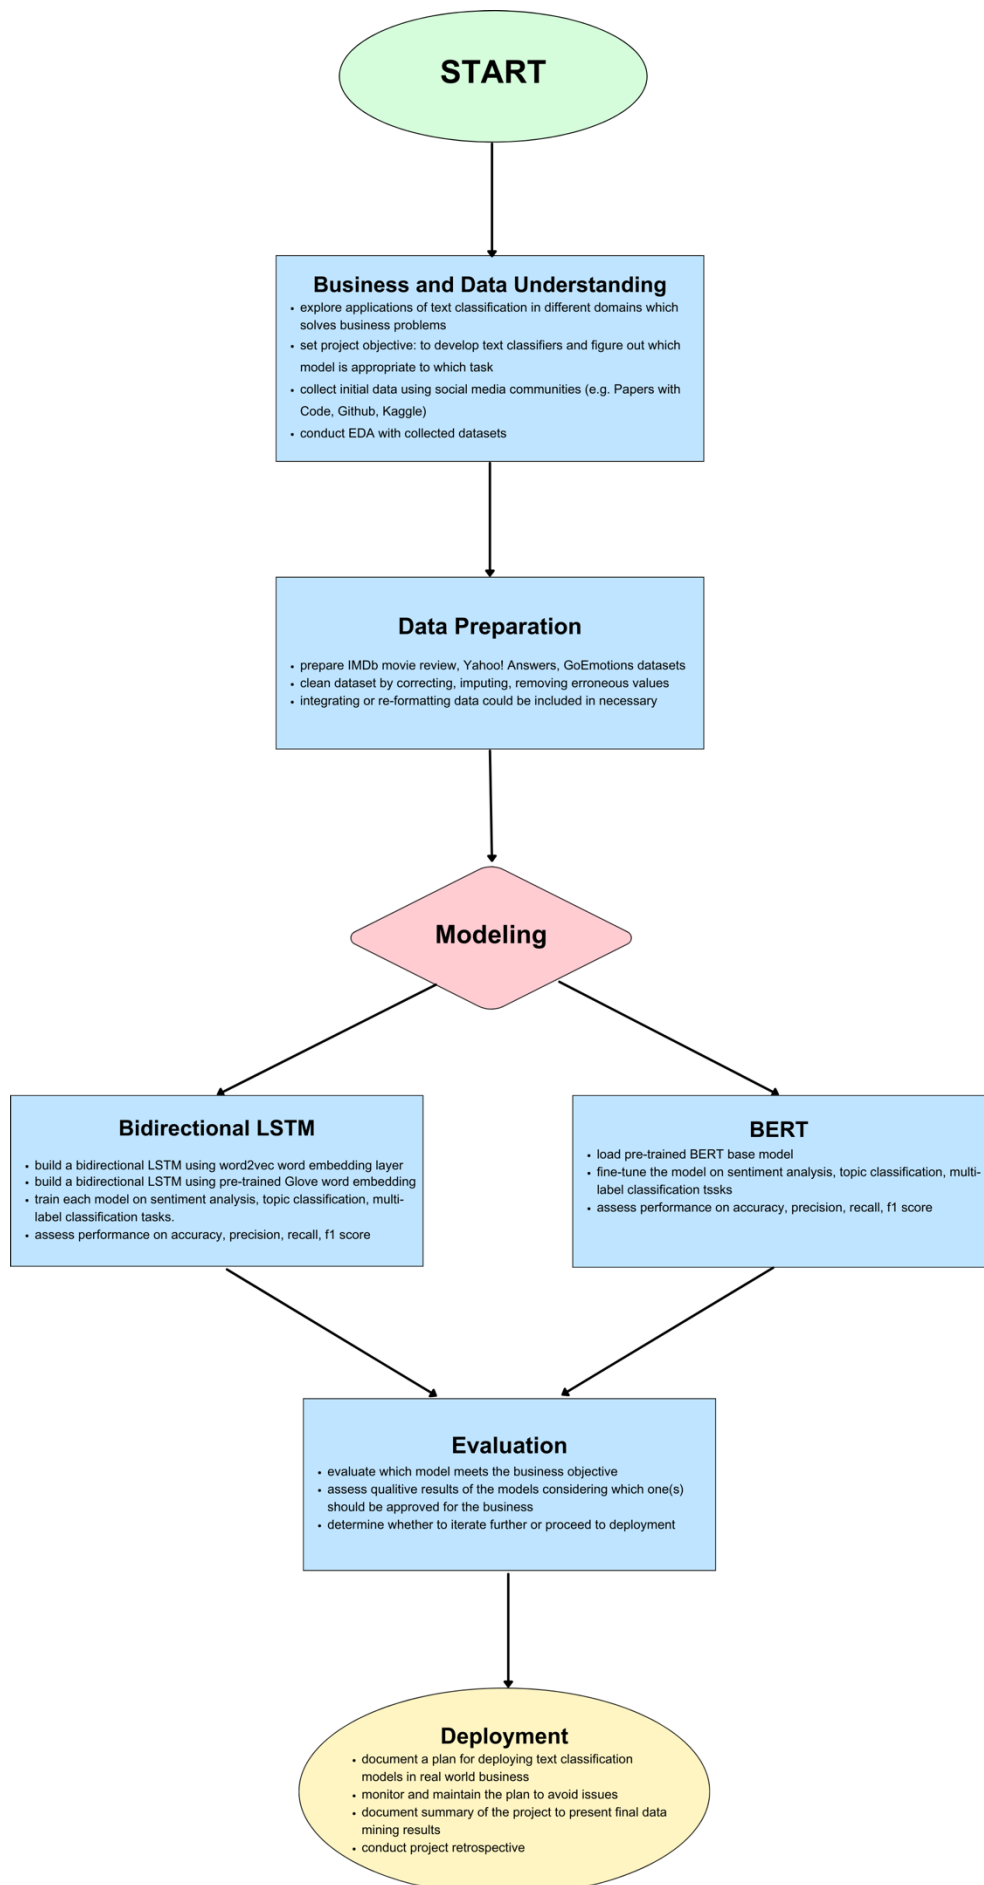 START
Business and Data Understanding
• explore applications of text classification in different domains which
solves business problems
• set project objective: to develop text classifiers and figure out which
model is appropriate to which task
• collect initial data using social media communities (e.g. Papers with
Code, Github, Kaggle)
• conduct EDA with collected datasets
Data Preparation
• prepare IMDb movie review, Yahoo! Answers, GoEmotions datasets
• clean dataset by correcting, imputing, removing erroneous values
• integrating or re-formatting data could be included in necessary
Modeling
Bidirectional LSTM
• build a bidirectional LSTM using word2vec word embedding layer
• build a bidirectional LSTM using pre-trained Glove word embedding
• train each model on sentiment analysis, topic classification, multi-
label classification tasks.
• assess performance on accuracy, precision, recall, f1 score
BERT
• load pre-trained BERT base model
• fine-tune the model on sentiment analysis, topic classification, multi-
label classification tssks
• assess performance on accuracy, precision, recall, f1 score
Evaluation
• evaluate which model meets the business objective
• assess qualitive results of the models considering which one(s)
should be approved for the business
• determine whether to iterate further or proceed to deployment
Deployment
• document a plan for deploying text classification
models in real world business
• monitor and maintain the plan to avoid issues
• document summary of the project to present final data
mining results
• conduct project retrospective